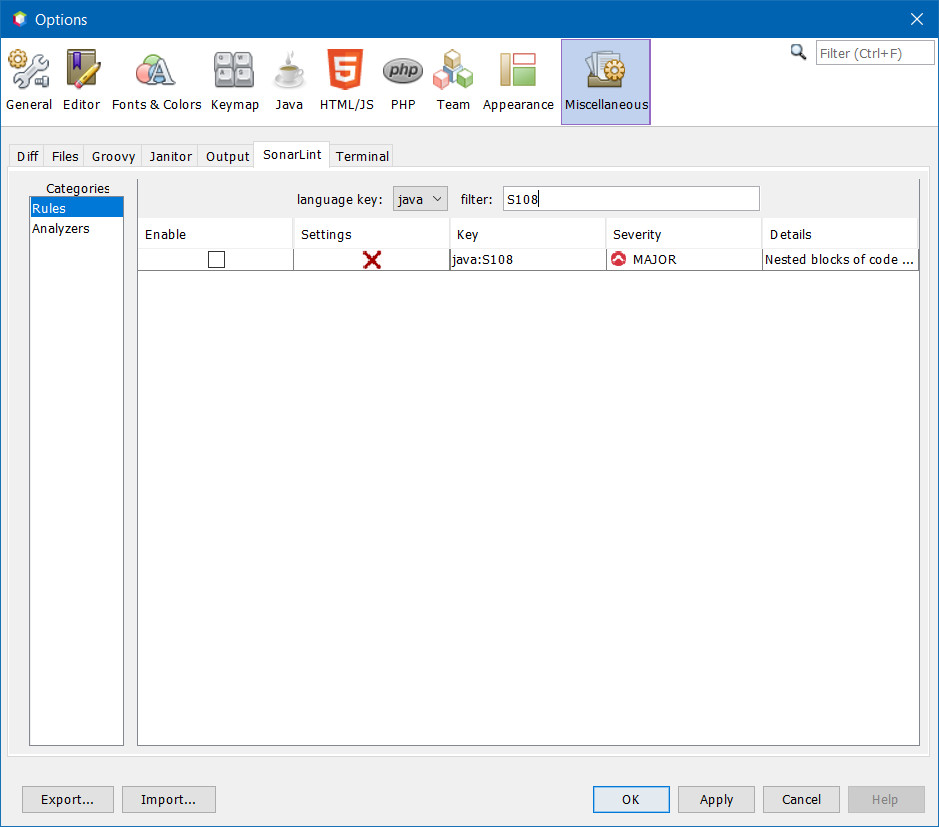 Options
General Editor Fonts & Colors Keymap Java HTML/JS PHP php Team Appearance Miscellaneous
Filter (Ctrl+F)
Diff Files Groovy Janitor Output SonarLint Terminal
Categories
Rules
Analyzers
language key: java filter: S108
Enable Settings Key Severity Details
java:S108 MAJOR Nested blocks of code ...
Export... Import... OK Apply Cancel Help